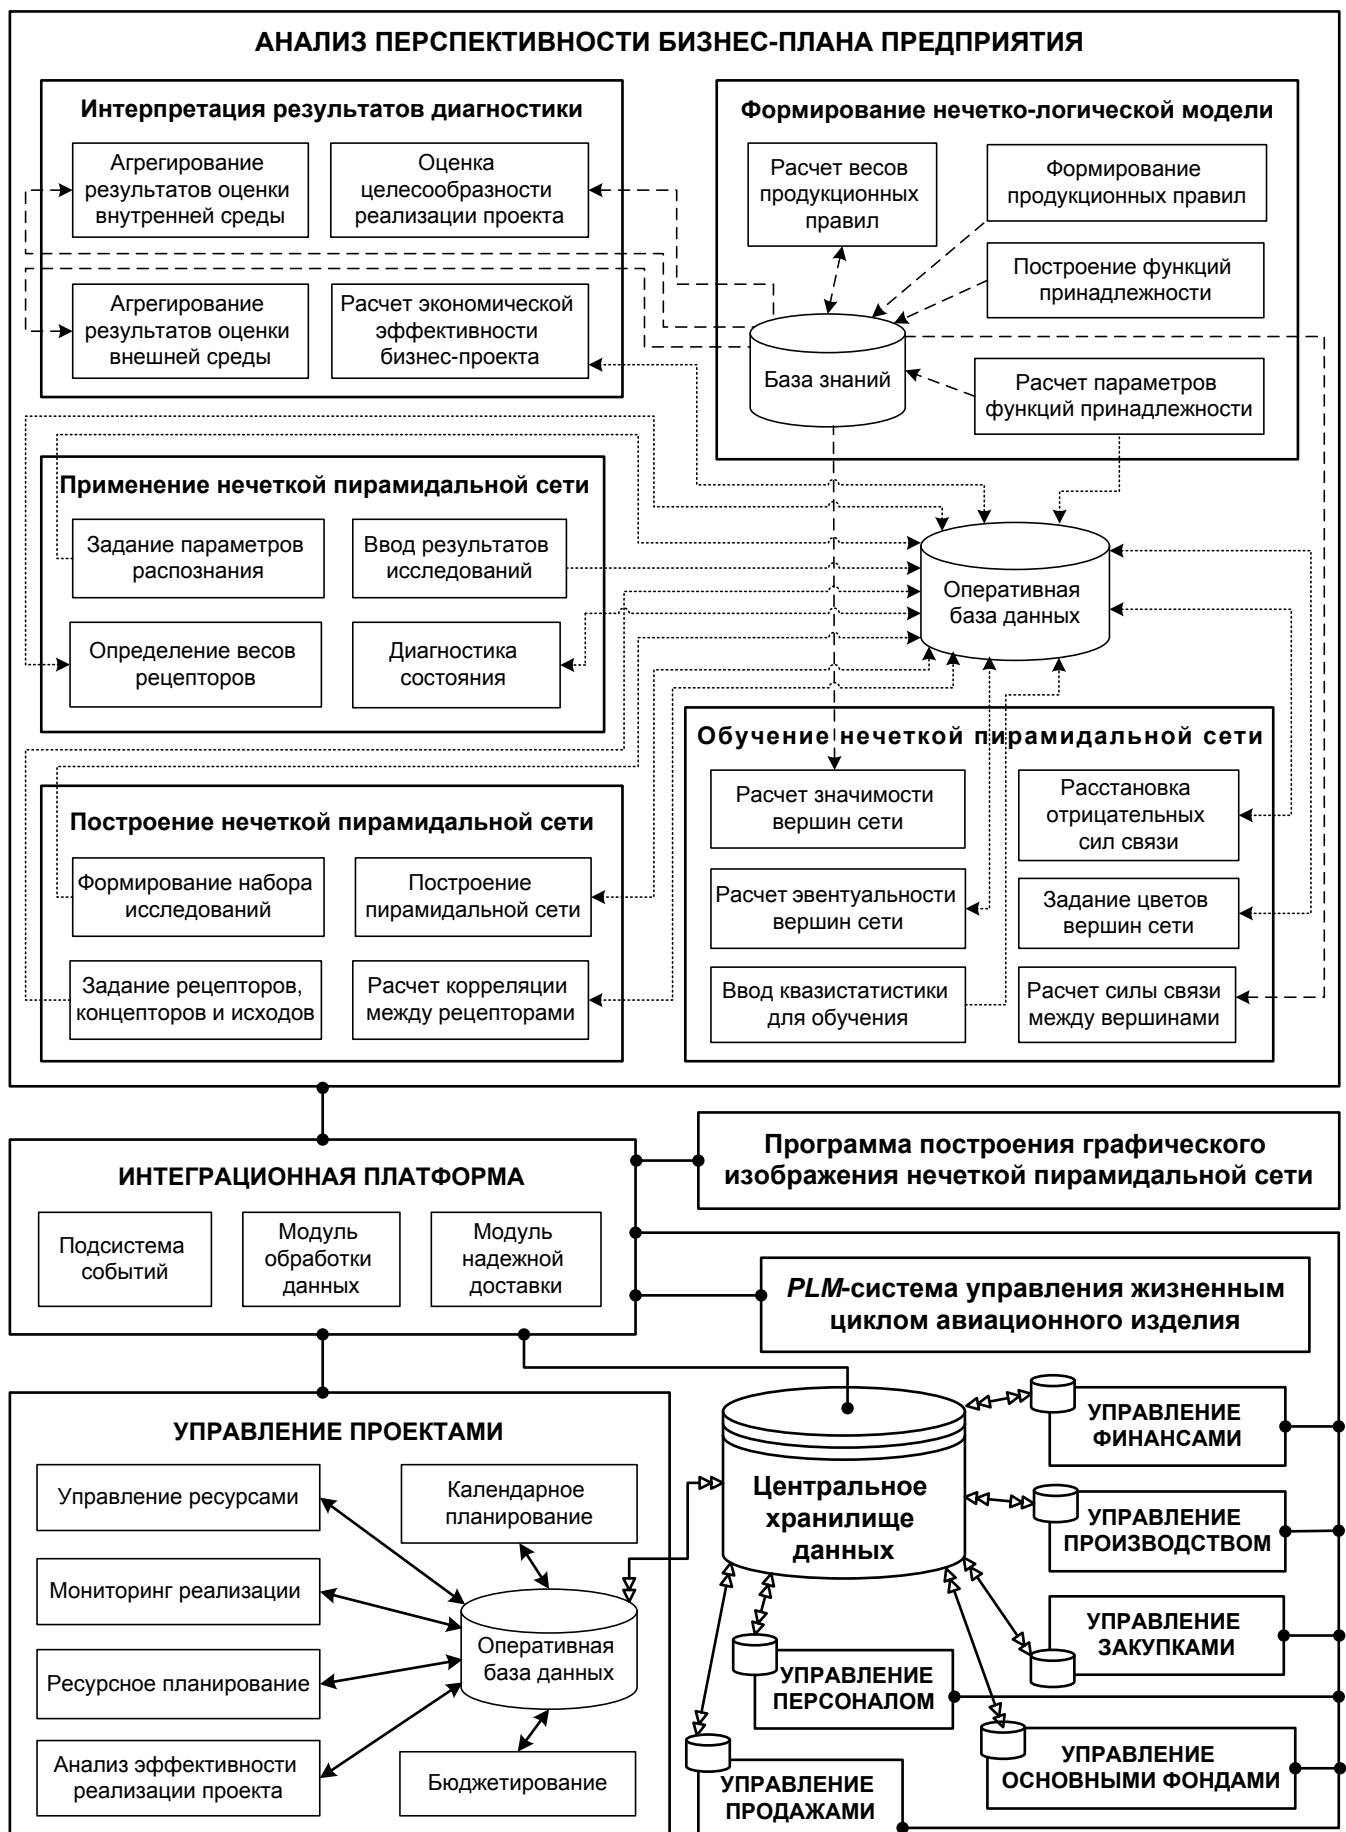 АНАЛИЗ ПЕРСПЕКТИВНОСТИ БИЗНЕС-ПЛАНА ПРЕДПРИЯТИЯ
Интерпретация результатов диагностики
Агрегирование
результатов оценки
внутренней среды
Оценка
целесообразности
реализации проекта
Агрегирование
результатов оценки
внешней среды
Расчет экономической
эффективности
бизнес-проекта
Формирование нечетко-логической модели
Расчет весов
продукционных
правил
Формирование
продукционных правил
Построение функций
принадлежности
База знаний
Расчет параметров
функций принадлежности
Применение нечеткой пирамидальной сети
Задание параметров
распознания
Ввод результатов
исследований
Определение весов
рецепторов
Диагностика
состояния
Оперативная
база данных
Построение нечеткой пирамидальной сети
Формирование набора
исследований
Построение
пирамидальной сети
Задание рецепторов,
концепторов и исходов
Расчет корреляции
между рецепторами
Обучение нечеткой пирамидальной сети
Расчет значимости
вершин сети
Расстановка
отрицательных
сил связи
Расчет эвентуальности
вершин сети
Задание цветов
вершин сети
Ввод квазистатистики
для обучения
Расчет силы связи
между вершинами
ИНТЕГРАЦИОННАЯ ПЛАТФОРМА
Подсистема
событий
Модуль
обработки
данных
Модуль
надежной
доставки
Программа построения графического
изображения нечеткой пирамидальной сети
PLM-система управления жизненным
циклом авиационного изделия
УПРАВЛЕНИЕ ПРОЕКТАМИ
Управление ресурсами
Календарное
планирование
Мониторинг реализации
Оперативная
база данных
Ресурсное планирование
Анализ эффективности
реализации проекта
Бюджетирование
Центральное
хранилище
данных
УПРАВЛЕНИЕ
ФИНАНСАМИ
УПРАВЛЕНИЕ
ПРОИЗВОДСТВОМ
УПРАВЛЕНИЕ
ЗАКУПКАМИ
УПРАВЛЕНИЕ
ПЕРСОНАЛОМ
УПРАВЛЕНИЕ
ОСНОВНЫМИ ФОНДАМИ
УПРАВЛЕНИЕ
ПРОДАЖАМИ